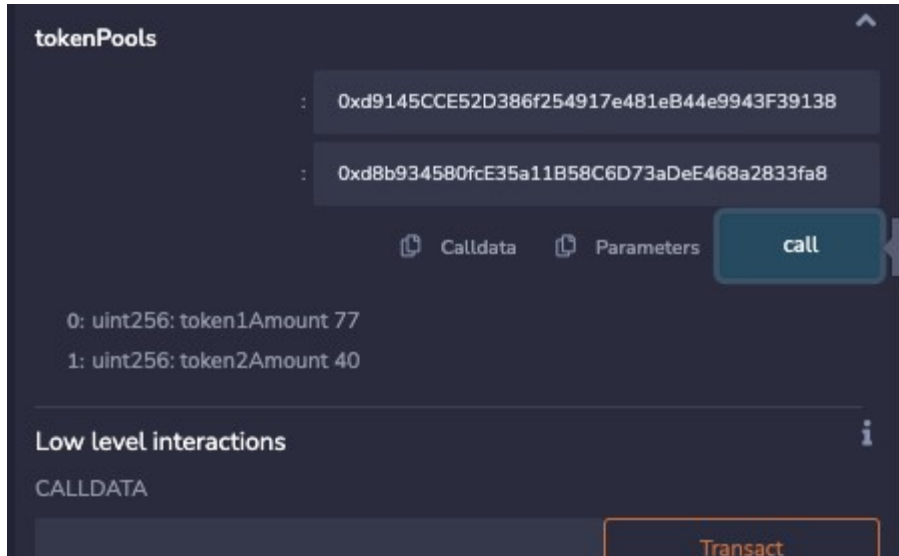 tokenPools
: 0xd9145CCE52D386f254917e481eB44e9943F39138
: 0xd8b934580fcE35a11B58C6D73aDeE468a2833fa8
Calldata Parameters call
0: uint256: token1Amount 77
1: uint256: token2Amount 40
Low level interactions
CALLDATA
Transact